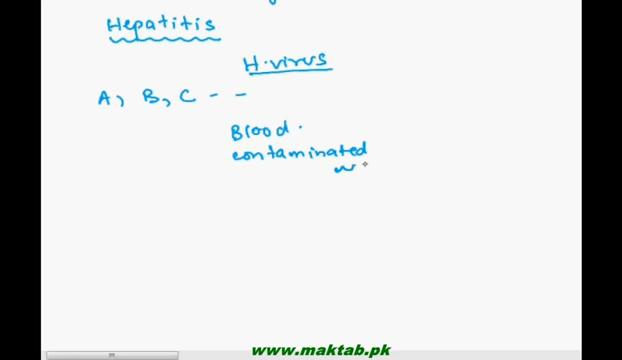 Hepatitis
H.virus
A, B, C - -
Blood.
contaminated
www.maktab.pk